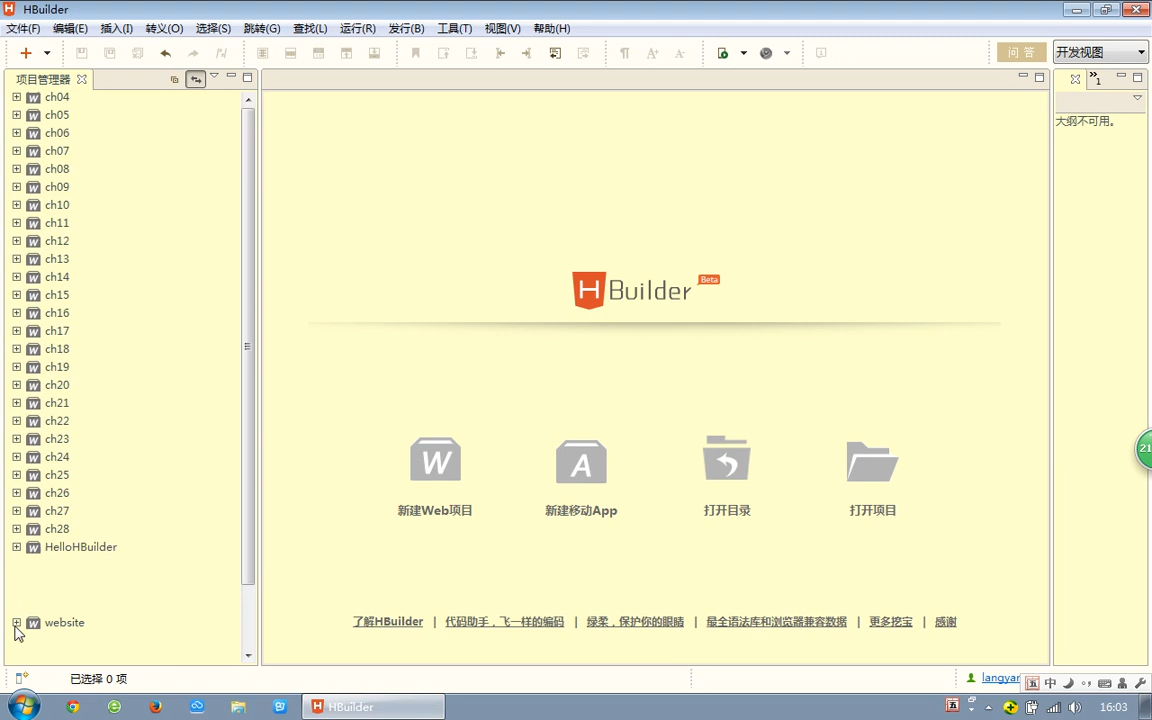 HBuilder
文件(F) 编辑(E) 插入(I) 转义(O) 选择(S) 跳转(G) 查找(L) 运行(R) 发行(B) 工具(T) 视图(V) 帮助(H)
问答 开发视图
项目管理器
1
ch04
ch05
ch06
ch07
ch08
ch09
ch10
ch11
ch12
ch13
ch14
ch15
ch16
ch17
ch18
ch19
ch20
ch21
ch22
ch23
ch24
ch25
ch26
ch27
ch28
HelloHBuilder
website
HBuilder Beta
新建Web项目 新建移动App 打开目录 打开项目
了解HBuilder | 代码助手，飞一样的编码 | 绿柔，保护你的眼睛 | 最全语法库和浏览器兼容数据 | 更多挖宝 | 感谢
大纲不可用。
21
已选择 0 项
langyan
五 中
HBuilder
五
16:03